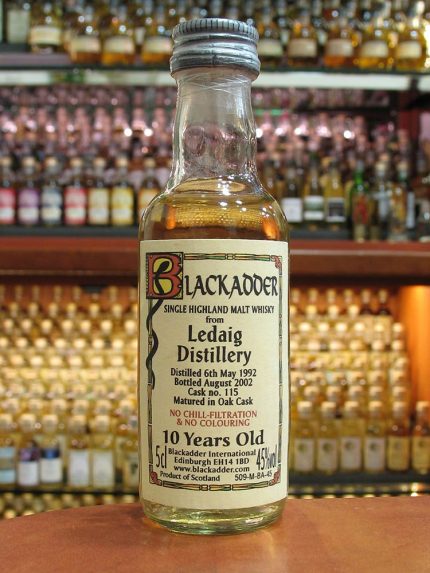 BLACKADDER
SINGLE HIGHLAND MALT WHISKY
from
Ledaig
Distillery
Distilled 6th May 1992
Bottled August 2002
Cask no. 115
Matured in Oak Cask
NO CHILL-FILTRATION
& NO COLOURING
10 Years Old
5cl
Blackadder International
Edinburgh EH14 1BD
www.blackadder.com
45%vol
Product of Scotland
509-M-BA-45